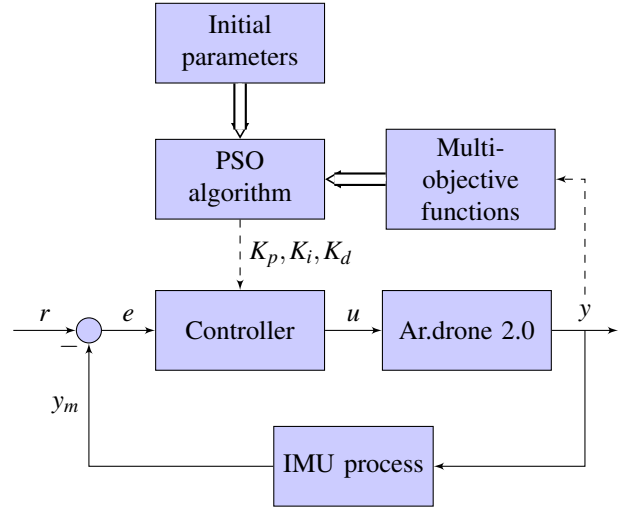 Initial
parameters
PSO
algorithm
Multi-
objective
functions
K_p, K_i, K_d
r
−
e
Controller
u
Ar.drone 2.0
y
y_m
IMU process